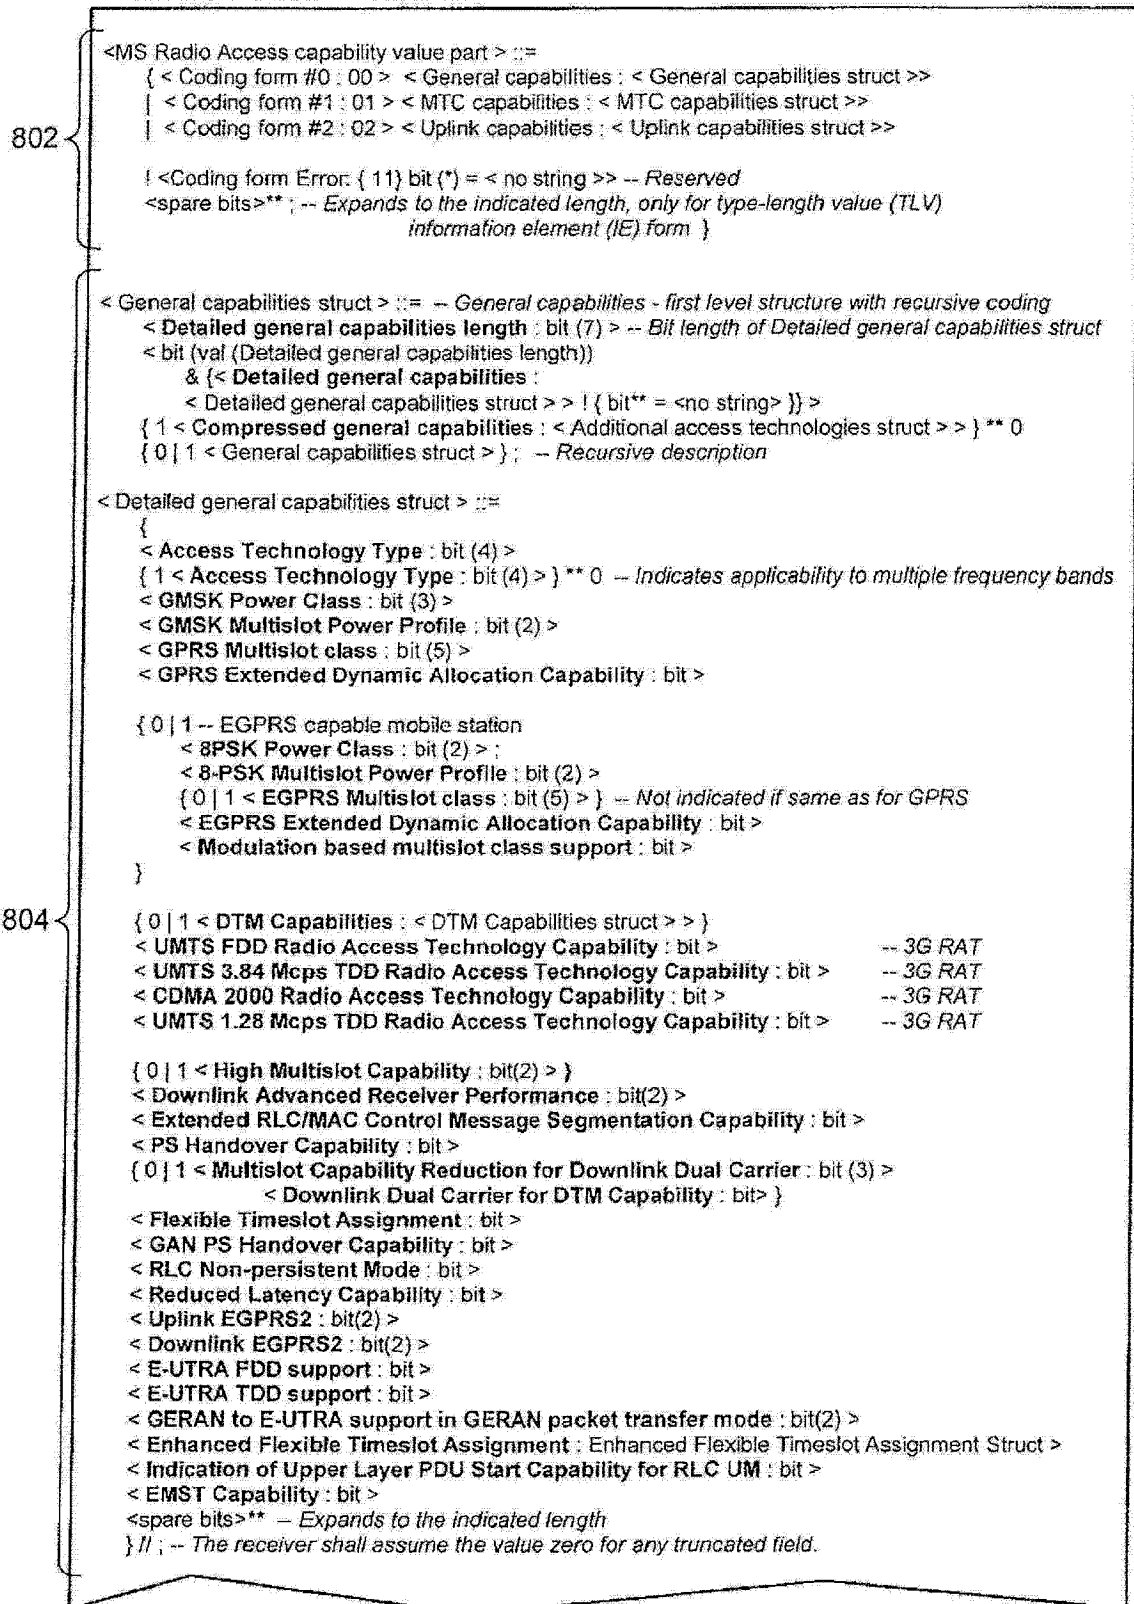 <MS Radio Access capability value part > ::=
{ < Coding form #0 : 00 > < General capabilities : < General capabilities struct >>
| < Coding form #1 : 01 > < MTC capabilities : < MTC capabilities struct >>
| < Coding form #2 : 02 > < Uplink capabilities : < Uplink capabilities struct >>
802
! <Coding form Error: { 11} bit (*) = < no string >> -- Reserved
<spare bits>** ; -- Expands to the indicated length, only for type-length value (TLV)
information element (IE) form }
< General capabilities struct > ::= -- General capabilities - first level structure with recursive coding
< Detailed general capabilities length : bit (7) > -- Bit length of Detailed general capabilities struct
< bit (val (Detailed general capabilities length))
& {< Detailed general capabilities :
< Detailed general capabilities struct > > ! { bit** = <no string> }} >
{ 1 < Compressed general capabilities : < Additional access technologies struct > > } ** 0
{ 0 | 1 < General capabilities struct > } ; -- Recursive description
< Detailed general capabilities struct > ::=
{
< Access Technology Type : bit (4) >
{ 1 < Access Technology Type : bit (4) > } ** 0 -- Indicates applicability to multiple frequency bands
< GMSK Power Class : bit (3) >
< GMSK Multislot Power Profile : bit (2) >
< GPRS Multislot class : bit (5) >
< GPRS Extended Dynamic Allocation Capability : bit >
{ 0 | 1 -- EGPRS capable mobile station
< 8PSK Power Class : bit (2) > ;
< 8-PSK Multislot Power Profile : bit (2) >
{ 0 | 1 < EGPRS Multislot class : bit (5) > } -- Not indicated if same as for GPRS
< EGPRS Extended Dynamic Allocation Capability : bit >
< Modulation based multislot class support : bit >
}
804
{ 0 | 1 < DTM Capabilities : < DTM Capabilities struct > > }
< UMTS FDD Radio Access Technology Capability : bit > -- 3G RAT
< UMTS 3.84 Mcps TDD Radio Access Technology Capability : bit > -- 3G RAT
< CDMA 2000 Radio Access Technology Capability : bit > -- 3G RAT
< UMTS 1.28 Mcps TDD Radio Access Technology Capability : bit > -- 3G RAT
{ 0 | 1 < High Multislot Capability : bit(2) > }
< Downlink Advanced Receiver Performance : bit(2) >
< Extended RLC/MAC Control Message Segmentation Capability : bit >
< PS Handover Capability : bit >
{ 0 | 1 < Multislot Capability Reduction for Downlink Dual Carrier : bit (3) >
< Downlink Dual Carrier for DTM Capability : bit> }
< Flexible Timeslot Assignment : bit >
< GAN PS Handover Capability : bit >
< RLC Non-persistent Mode : bit >
< Reduced Latency Capability : bit >
< Uplink EGPRS2 : bit(2) >
< Downlink EGPRS2 : bit(2) >
< E-UTRA FDD support : bit >
< E-UTRA TDD support : bit >
< GERAN to E-UTRA support in GERAN packet transfer mode : bit(2) >
< Enhanced Flexible Timeslot Assignment : Enhanced Flexible Timeslot Assignment Struct >
< Indication of Upper Layer PDU Start Capability for RLC UM : bit >
< EMST Capability : bit >
<spare bits>** -- Expands to the indicated length
} // ; -- The receiver shall assume the value zero for any truncated field.